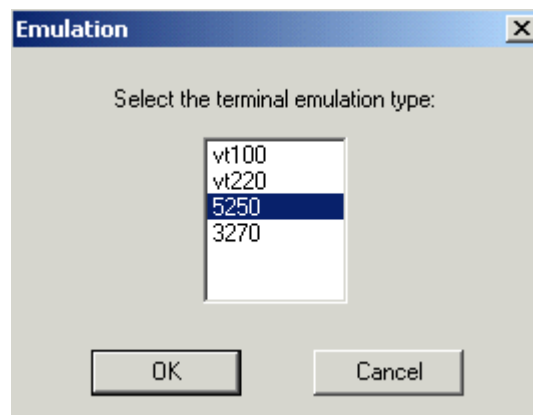 Emulation
Select the terminal emulation type:
vt100
vt220
5250
3270
OK Cancel